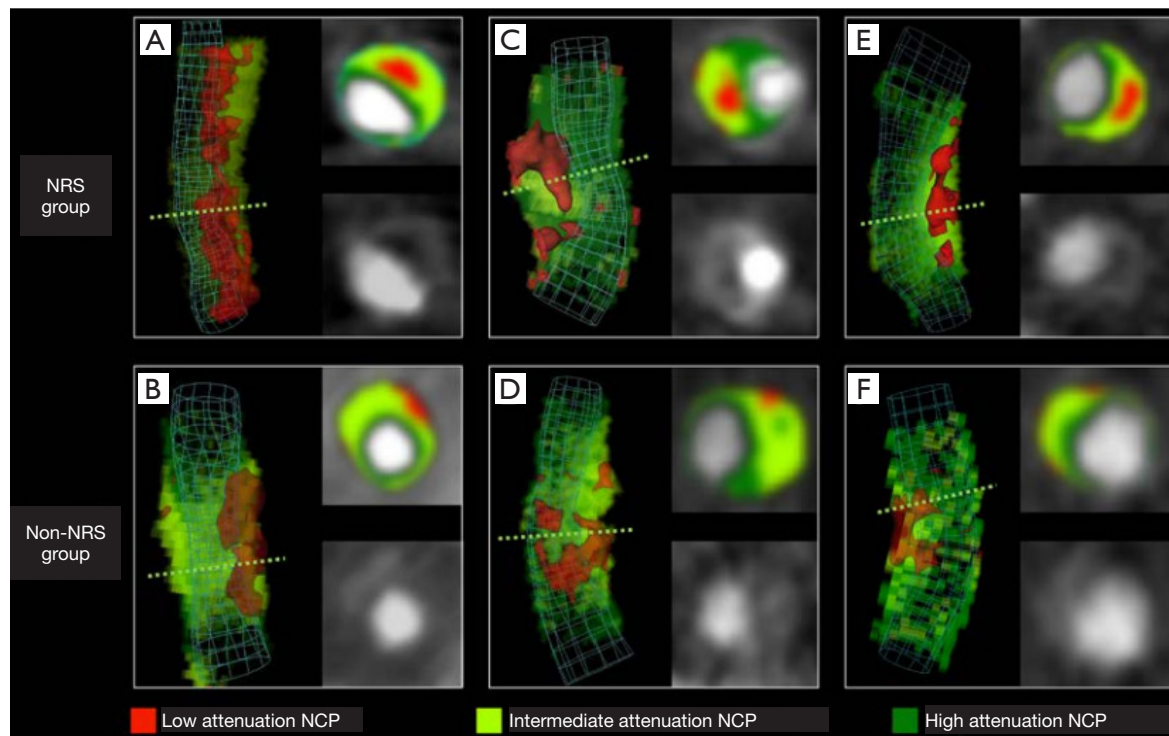 A
C
E
NRS
group
B
D
F
Non-NRS
group
Low attenuation NCP
Intermediate attenuation NCP
High attenuation NCP